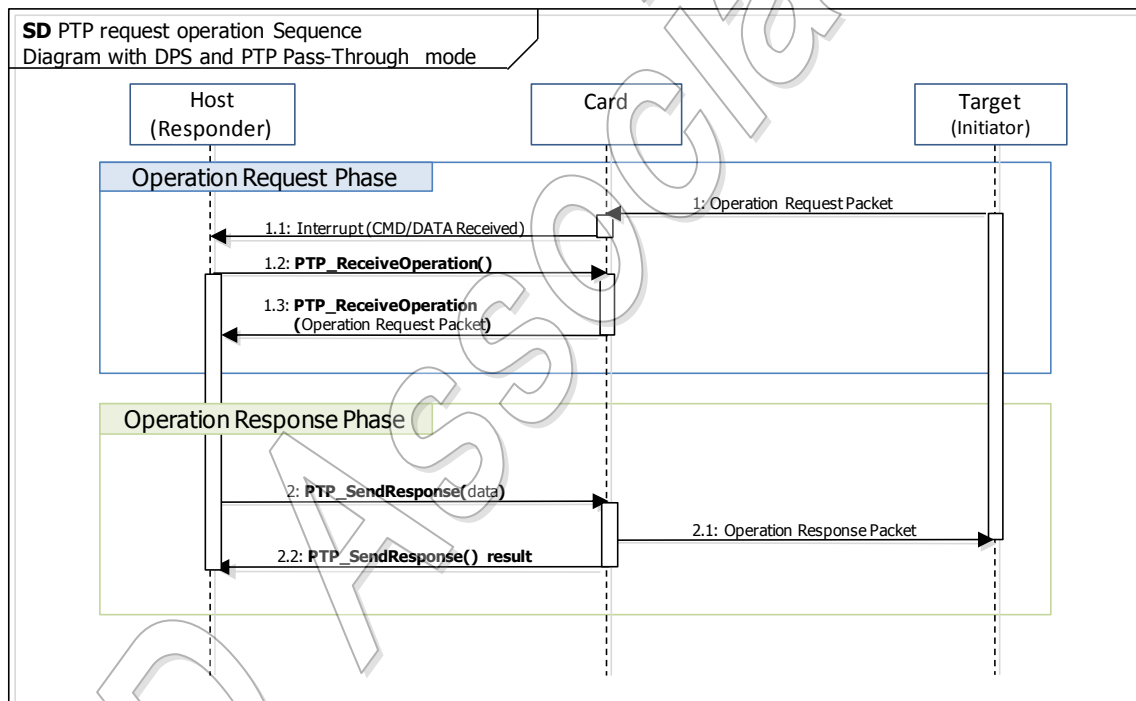 SD PTP request operation Sequence
Diagram with DPS and PTP Pass-Through mode
Host
(Responder)
Card
Target
(Initiator)
Operation Request Phase
1: Operation Request Packet
1.1: Interrupt (CMD/DATA Received)
1.2: PTP_ReceiveOperation()
1.3: PTP_ReceiveOperation
(Operation Request Packet)
Operation Response Phase
2: PTP_SendResponse(data)
2.1: Operation Response Packet
2.2: PTP_SendResponse() result